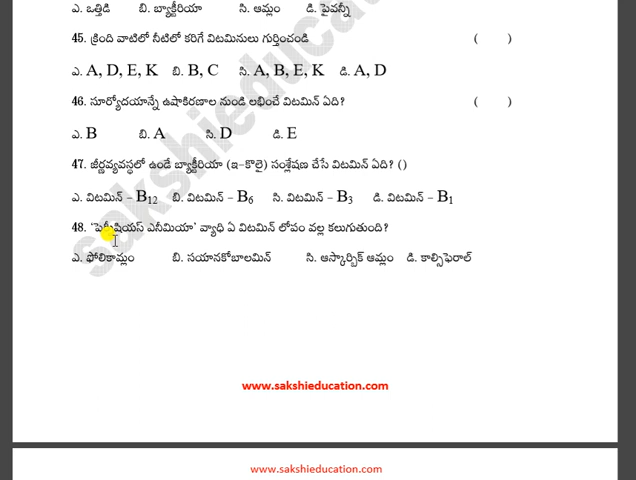 ఎ. ఒత్తిడి బి. బ్యాక్టీరియా సి. ఆమ్లం డి. పైవన్నీ
45. క్రింది వాటిలో నీటిలో కరిగే విటమినులు గుర్తించండి ( )
ఎ. A, D, E, K బి. B, C సి. A, B, E, K డి. A, D
46. సూర్యోదయాన్నే ఉషాకిరణాల నుండి లభించే విటమిన్ ఏది? ( )
ఎ. B బి. A సి. D డి. E
47. జీర్ణవ్యవస్థలో ఉండే బ్యాక్టీరియా (ఇ-కొలై) సంశ్లేషణ చేసే విటమిన్ ఏది? ()
ఎ. విటమిన్ - B12 బి. విటమిన్ - B6 సి. విటమిన్ - B3 డి. విటమిన్ - B1
48. 'పెర్నీషియస్ ఎనీమియా' వ్యాధి ఏ విటమిన్ లోపం వల్ల కలుగుతుంది?
ఎ. ఫోలికామ్లం బి. సయానకోబాలమిన్ సి. ఆస్కార్బిక్ ఆమ్లం డి. కాల్సిఫెరాల్
sakshieducation.com
www.sakshieducation.com
www.sakshieducation.com